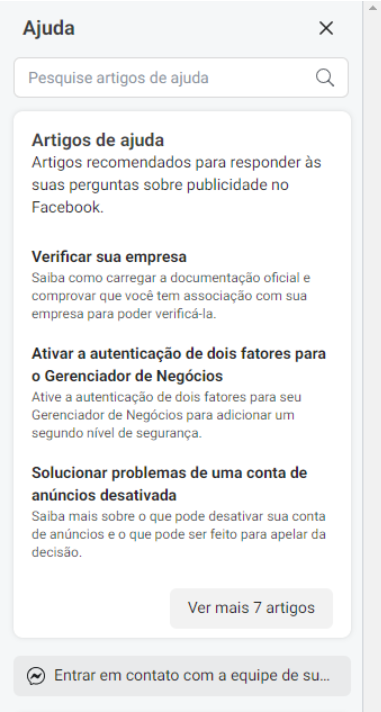 Ajuda
Pesquise artigos de ajuda
Artigos de ajuda
Artigos recomendados para responder às
suas perguntas sobre publicidade no
Facebook.
Verificar sua empresa
Saiba como carregar a documentação oficial e
comprovar que você tem associação com sua
empresa para poder verificá-la.
Ativar a autenticação de dois fatores para
o Gerenciador de Negócios
Ative a autenticação de dois fatores para seu
Gerenciador de Negócios para adicionar um
segundo nível de segurança.
Solucionar problemas de uma conta de
anúncios desativada
Saiba mais sobre o que pode desativar sua conta
de anúncios e o que pode ser feito para apelar da
decisão.
Ver mais 7 artigos
Entrar em contato com a equipe de su...